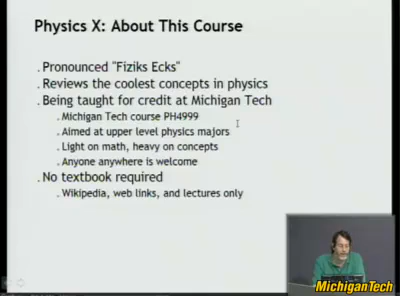 Physics X: About This Course
. Pronounced "Fiziks Ecks"
. Reviews the coolest concepts in physics
. Being taught for credit at Michigan Tech
. Michigan Tech course PH4999
. Aimed at upper level physics majors
. Light on math, heavy on concepts
. Anyone anywhere is welcome
. No textbook required
. Wikipedia, web links, and lectures only
MichiganTech